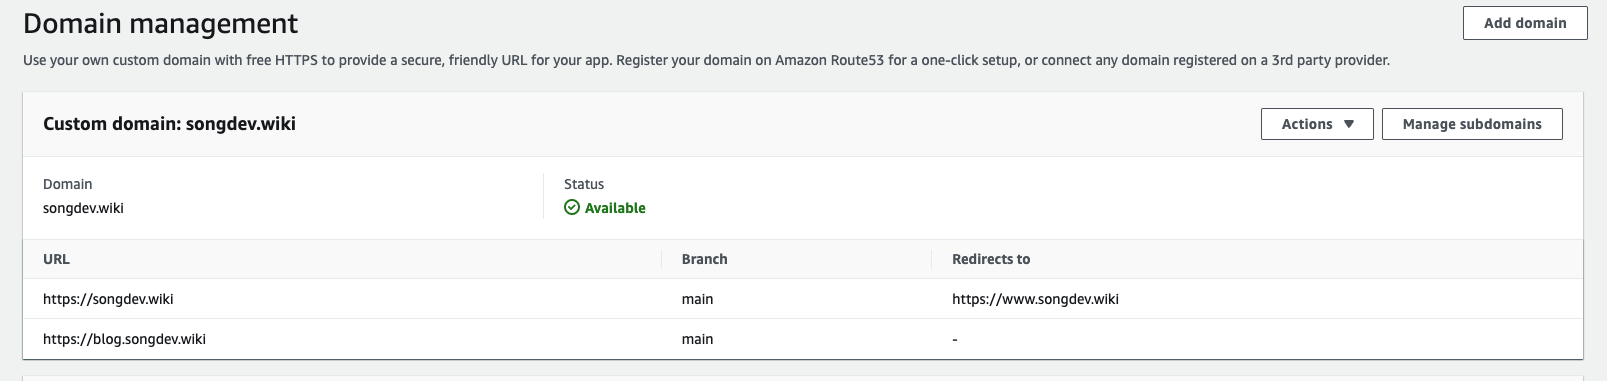 Domain management
Add domain
Use your own custom domain with free HTTPS to provide a secure, friendly URL for your app. Register your domain on Amazon Route53 for a one-click setup, or connect any domain registered on a 3rd party provider.
Custom domain: songdev.wiki
Actions ▼
Manage subdomains
Domain
songdev.wiki
Status
Available
URL Branch Redirects to
https://songdev.wiki main https://www.songdev.wiki
https://blog.songdev.wiki main -